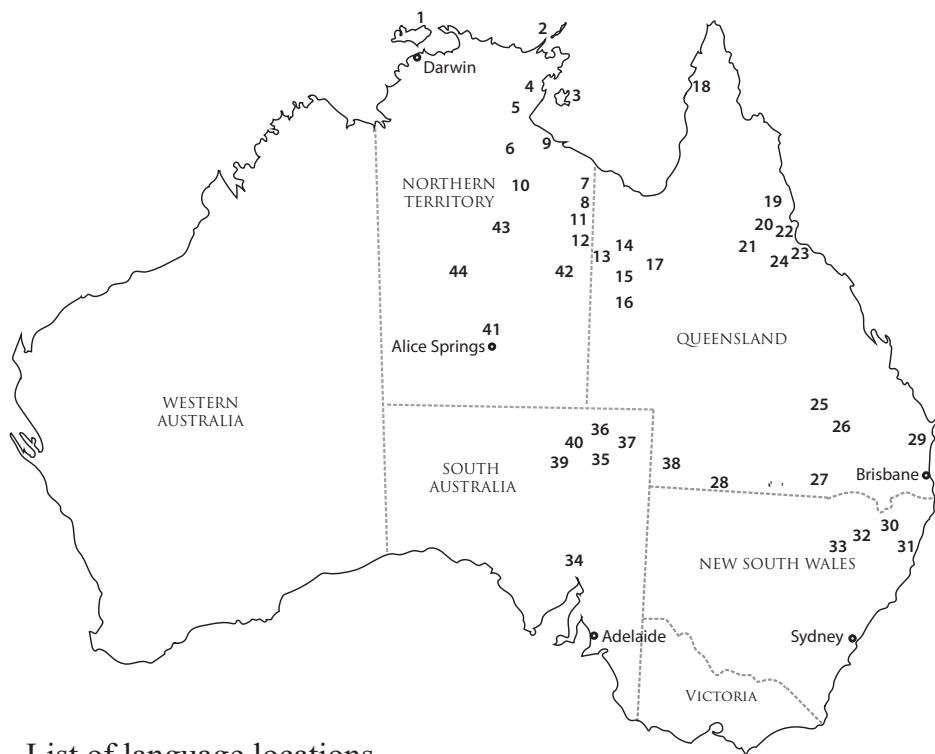 1
2
Darwin
4
3
18
5
9
6
NORTHERN
TERRITORY
10
7
8
19
11
20
22
43
12
14
21
23
13
17
24
44
42
15
16
41
Alice Springs
QUEENSLAND
WESTERN
AUSTRALIA
25
26
36
29
40
37
39
35
38
SOUTH
AUSTRALIA
28
27
Brisbane
30
32
33
31
34
NEW SOUTH WALES
Adelaide
Sydney
VICTORIA
List of language locations